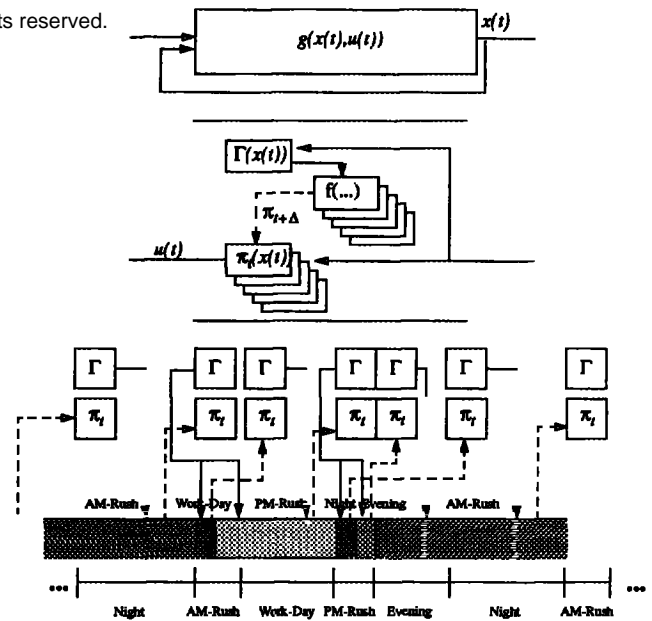 ts reserved.
x(t)
g(x(t),u(t))
Γ(x(t))
f(...)
π_{t+Δ}
u(t)
π_t(x(t))
Γ Γ Γ Γ Γ Γ Γ
π_t π_t π_t π_t π_t π_t π_t
AM-Rush Work-Day PM-Rush Night Evening AM-Rush
... ...
Night AM-Rush Work-Day PM-Rush Evening Night AM-Rush